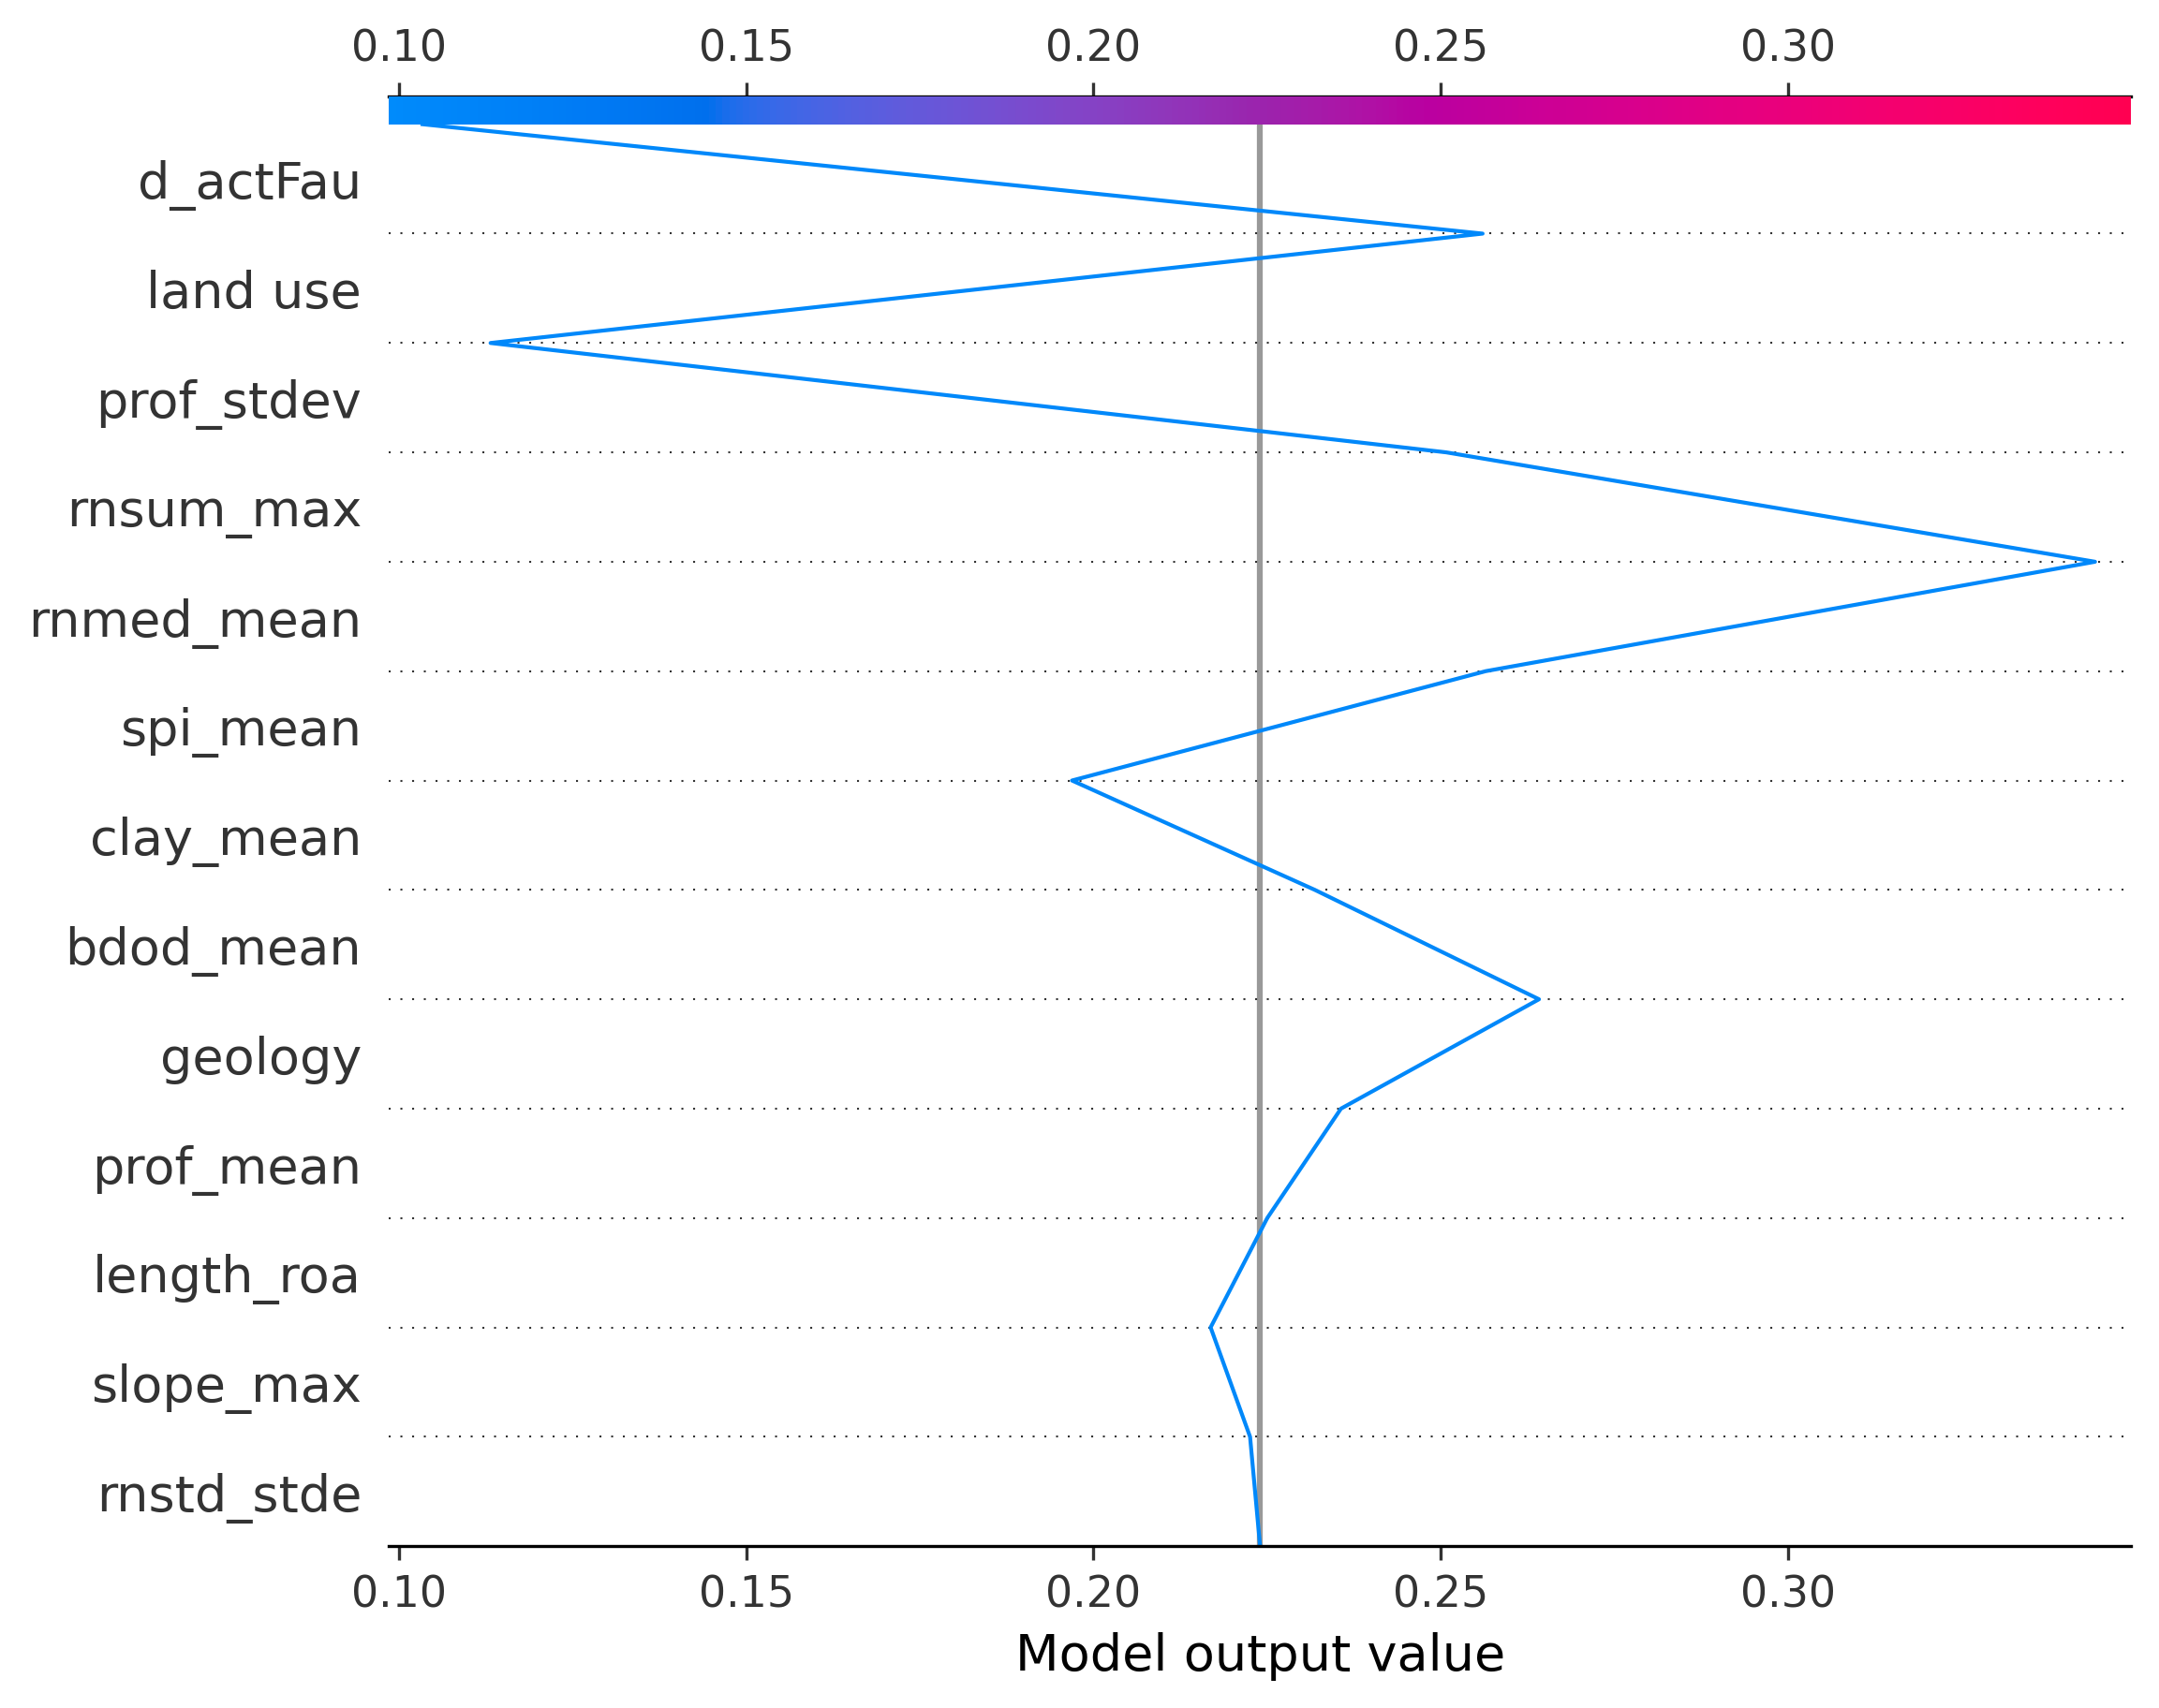 0.10 0.15 0.20 0.25 0.30
d_actFau
land use
prof_stdev
rnsum_max
rnmed_mean
spi_mean
clay_mean
bdod_mean
geology
prof_mean
length_roa
slope_max
rnstd_stde
0.10 0.15 0.20 0.25 0.30
Model output value